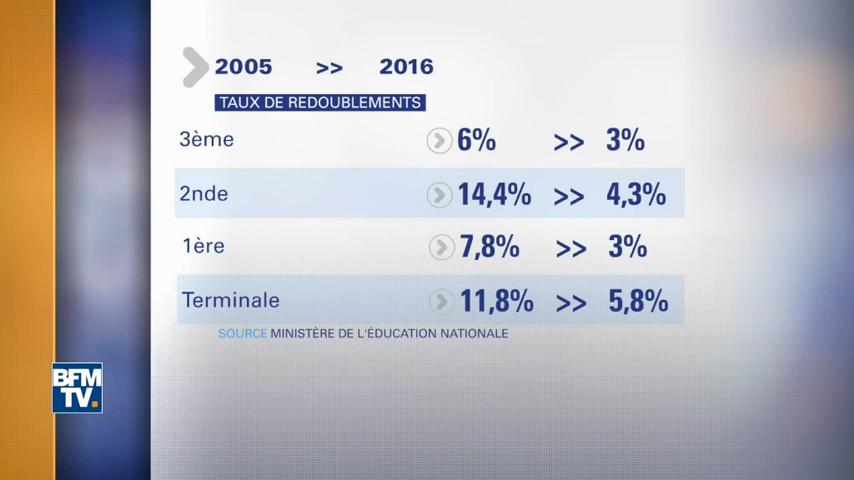 2005 >> 2016
TAUX DE REDOUBLEMENTS
3ème 6% >> 3%
2nde 14,4% >> 4,3%
1ère 7,8% >> 3%
Terminale 11,8% >> 5,8%
SOURCE MINISTÈRE DE L'ÉDUCATION NATIONALE
BFM
TV.